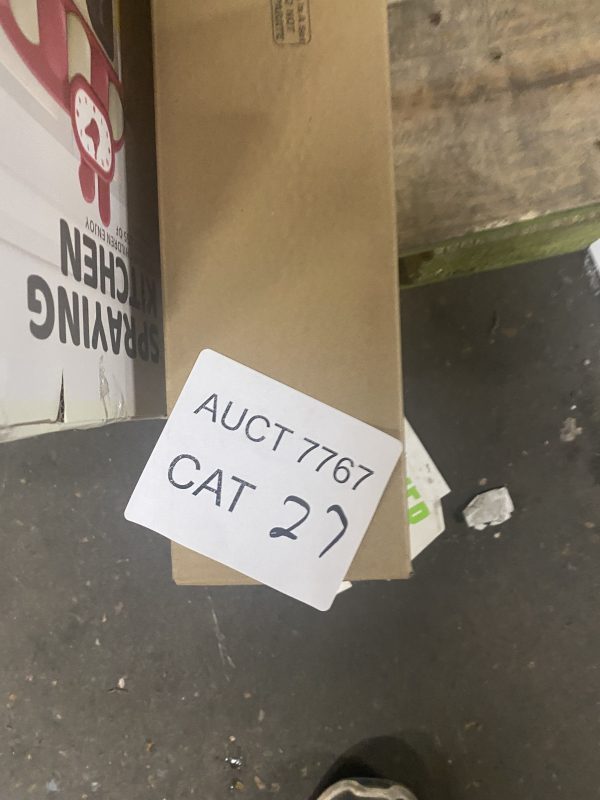 AUCT 7767
CAT 27
SPRAYING
KITCHEN